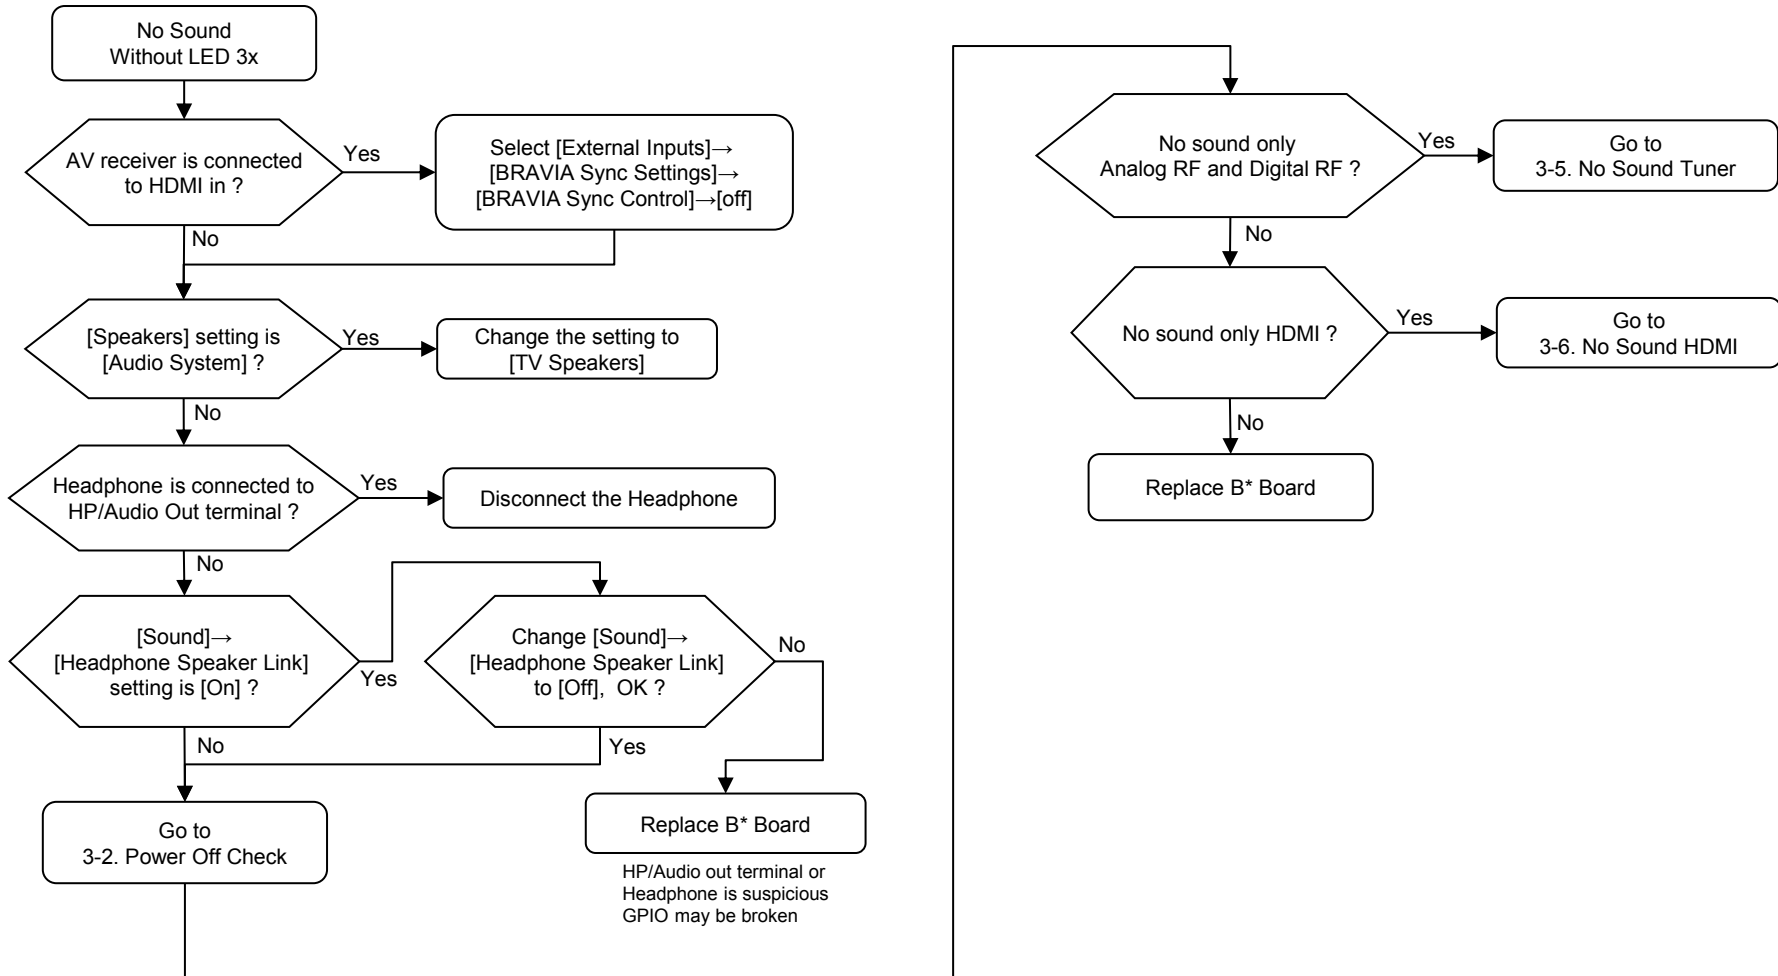 No Sound
Without LED 3x
AV receiver is connected
to HDMI in ?
Yes
Select [External Inputs]→
[BRAVIA Sync Settings]→
[BRAVIA Sync Control]→[off]
No
[Speakers] setting is
[Audio System] ?
Yes
Change the setting to
[TV Speakers]
No
Headphone is connected to
HP/Audio Out terminal ?
Yes
Disconnect the Headphone
No
[Sound]→
[Headphone Speaker Link]
setting is [On] ?
Yes
Change [Sound]→
[Headphone Speaker Link]
to [Off],  OK ?
No
No
Yes
Go to
3-2. Power Off Check
Replace B* Board
HP/Audio out terminal or
Headphone is suspicious
GPIO may be broken
No sound only
Analog RF and Digital RF ?
Yes
Go to
3-5. No Sound Tuner
No
No sound only HDMI ?
Yes
Go to
3-6. No Sound HDMI
No
Replace B* Board